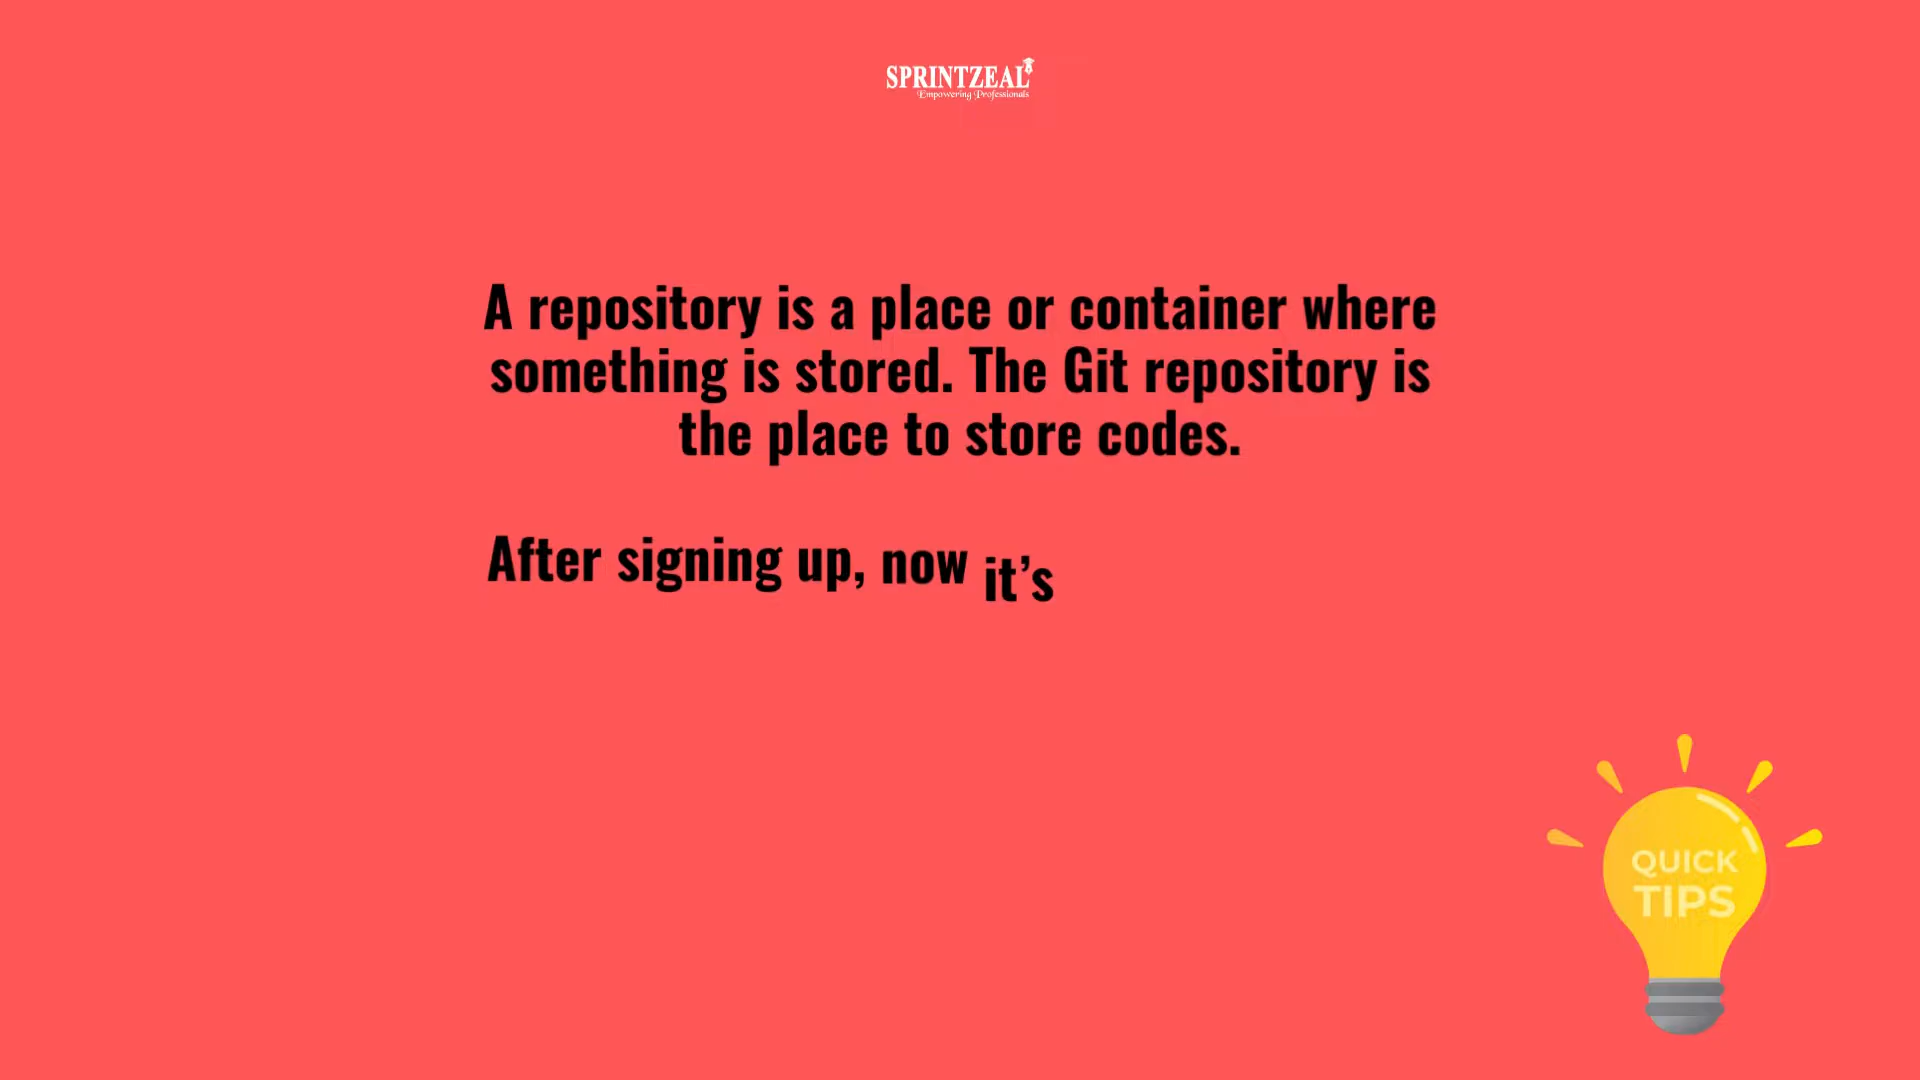 SPRINTZEAL
Empowering Professionals
A repository is a place or container where
something is stored. The Git repository is
the place to store codes.
After signing up, now it’s
QUICK
TIPS